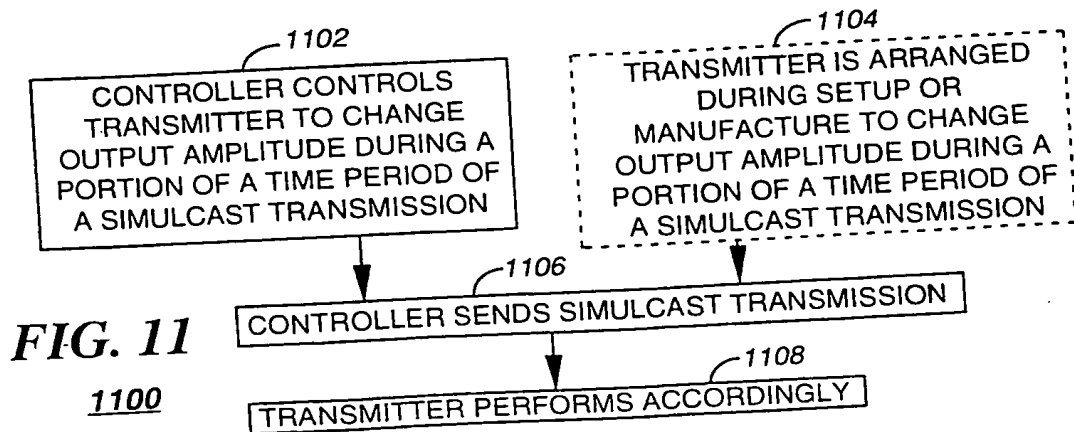 1102
CONTROLLER CONTROLS
TRANSMITTER TO CHANGE
OUTPUT AMPLITUDE DURING A
PORTION OF A TIME PERIOD OF
A SIMULCAST TRANSMISSION
1104
TRANSMITTER IS ARRANGED
DURING SETUP OR
MANUFACTURE TO CHANGE
OUTPUT AMPLITUDE DURING A
PORTION OF A TIME PERIOD OF
A SIMULCAST TRANSMISSION
1106
CONTROLLER SENDS SIMULCAST TRANSMISSION
FIG. 11
1100
1108
TRANSMITTER PERFORMS ACCORDINGLY